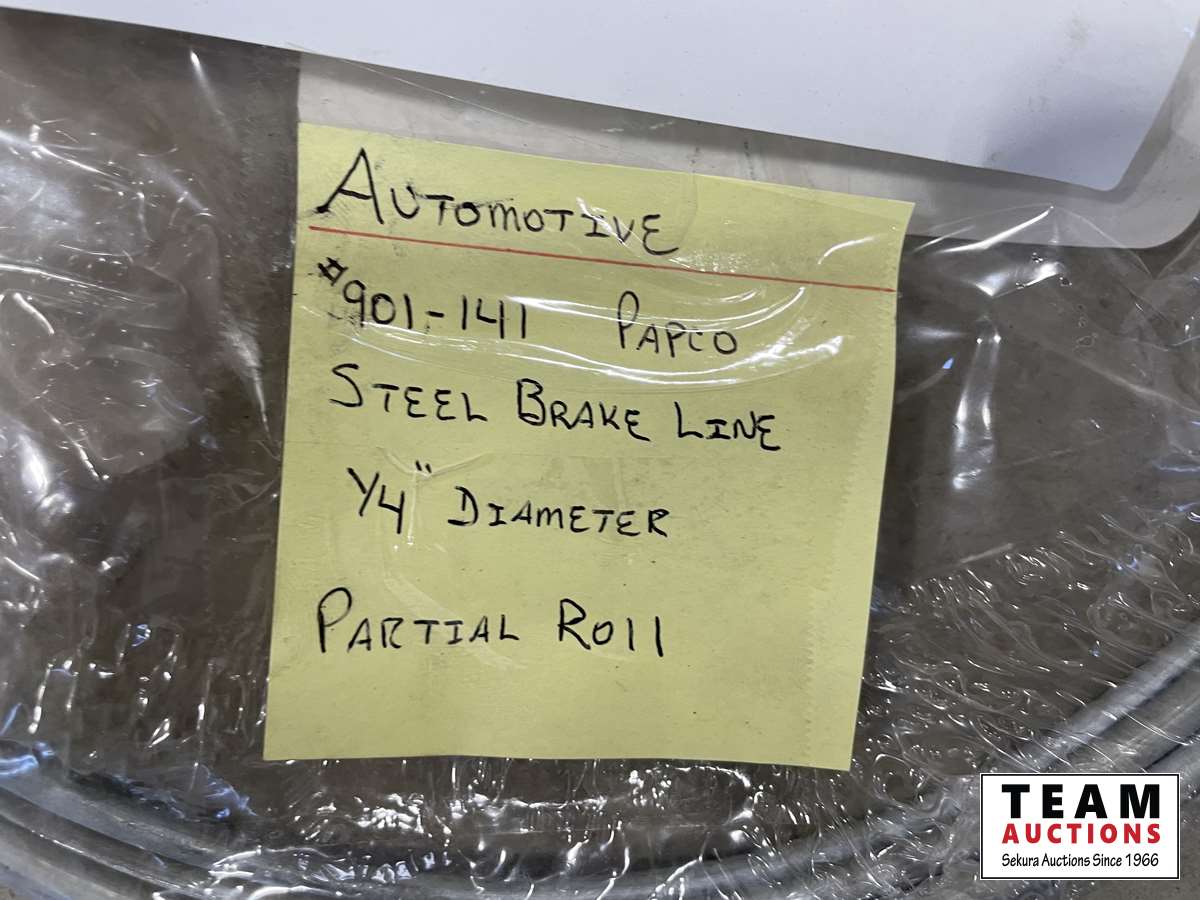 AUTOMOTIVE
#901-141 PAPCO
STEEL BRAKE LINE
1/4" DIAMETER
PARTIAL ROll
TEAM
AUCTIONS
Sekura Auctions Since 1966